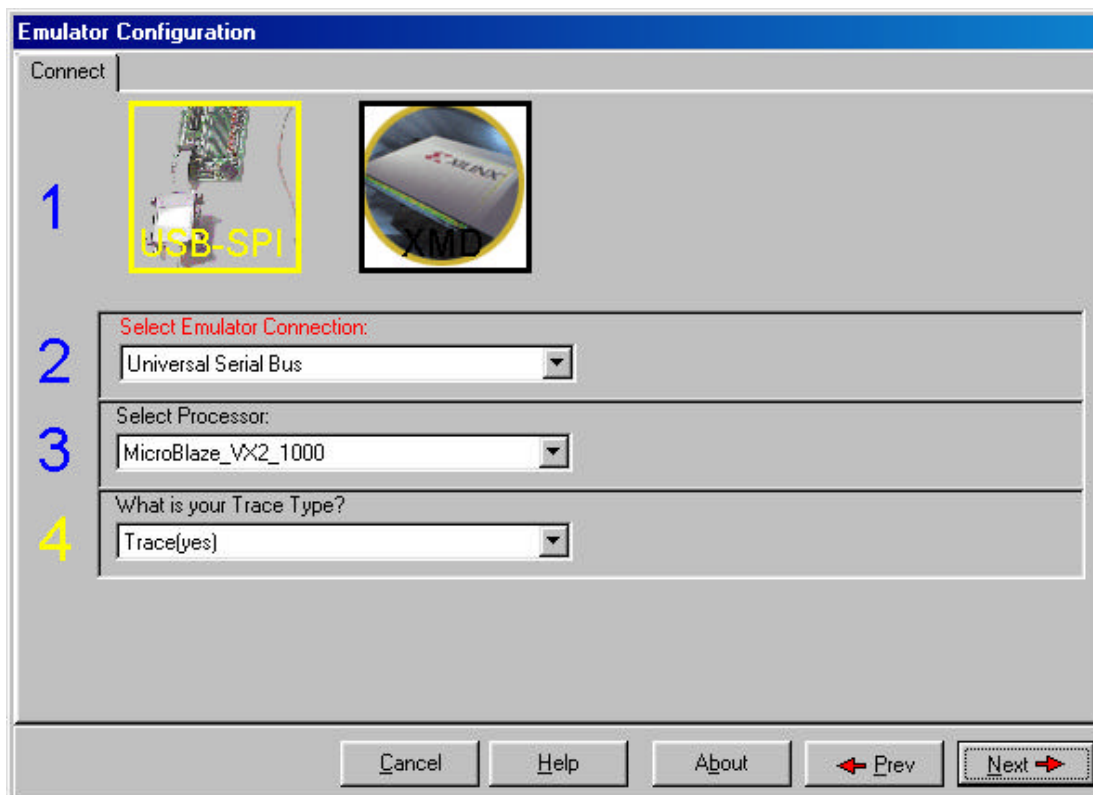 Emulator Configuration
Connect
1
USB-SPI
XILINX
XMD
2
Select Emulator Connection:
Universal Serial Bus
3
Select Processor:
MicroBlaze_VX2_1000
4
What is your Trace Type?
Trace(yes)
Cancel
Help
About
Prev
Next